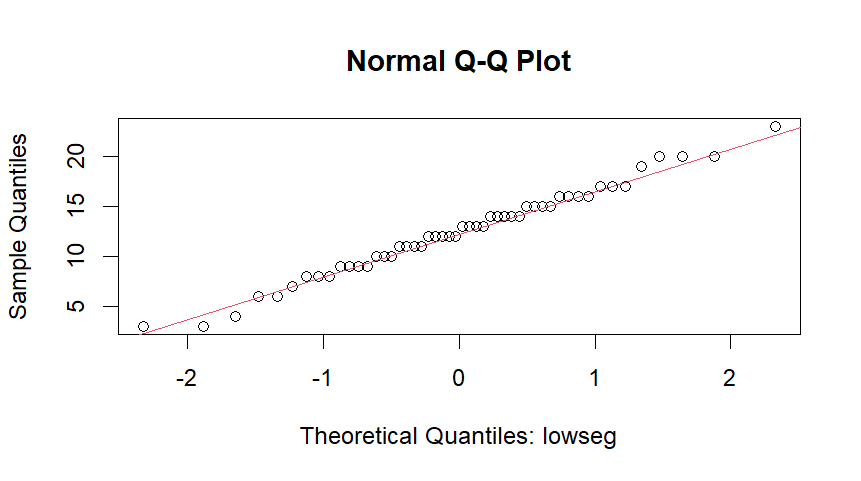 Normal Q-Q Plot
Sample Quantiles
20
15
10
5
-2 -1 0 1 2
Theoretical Quantiles: lowseg